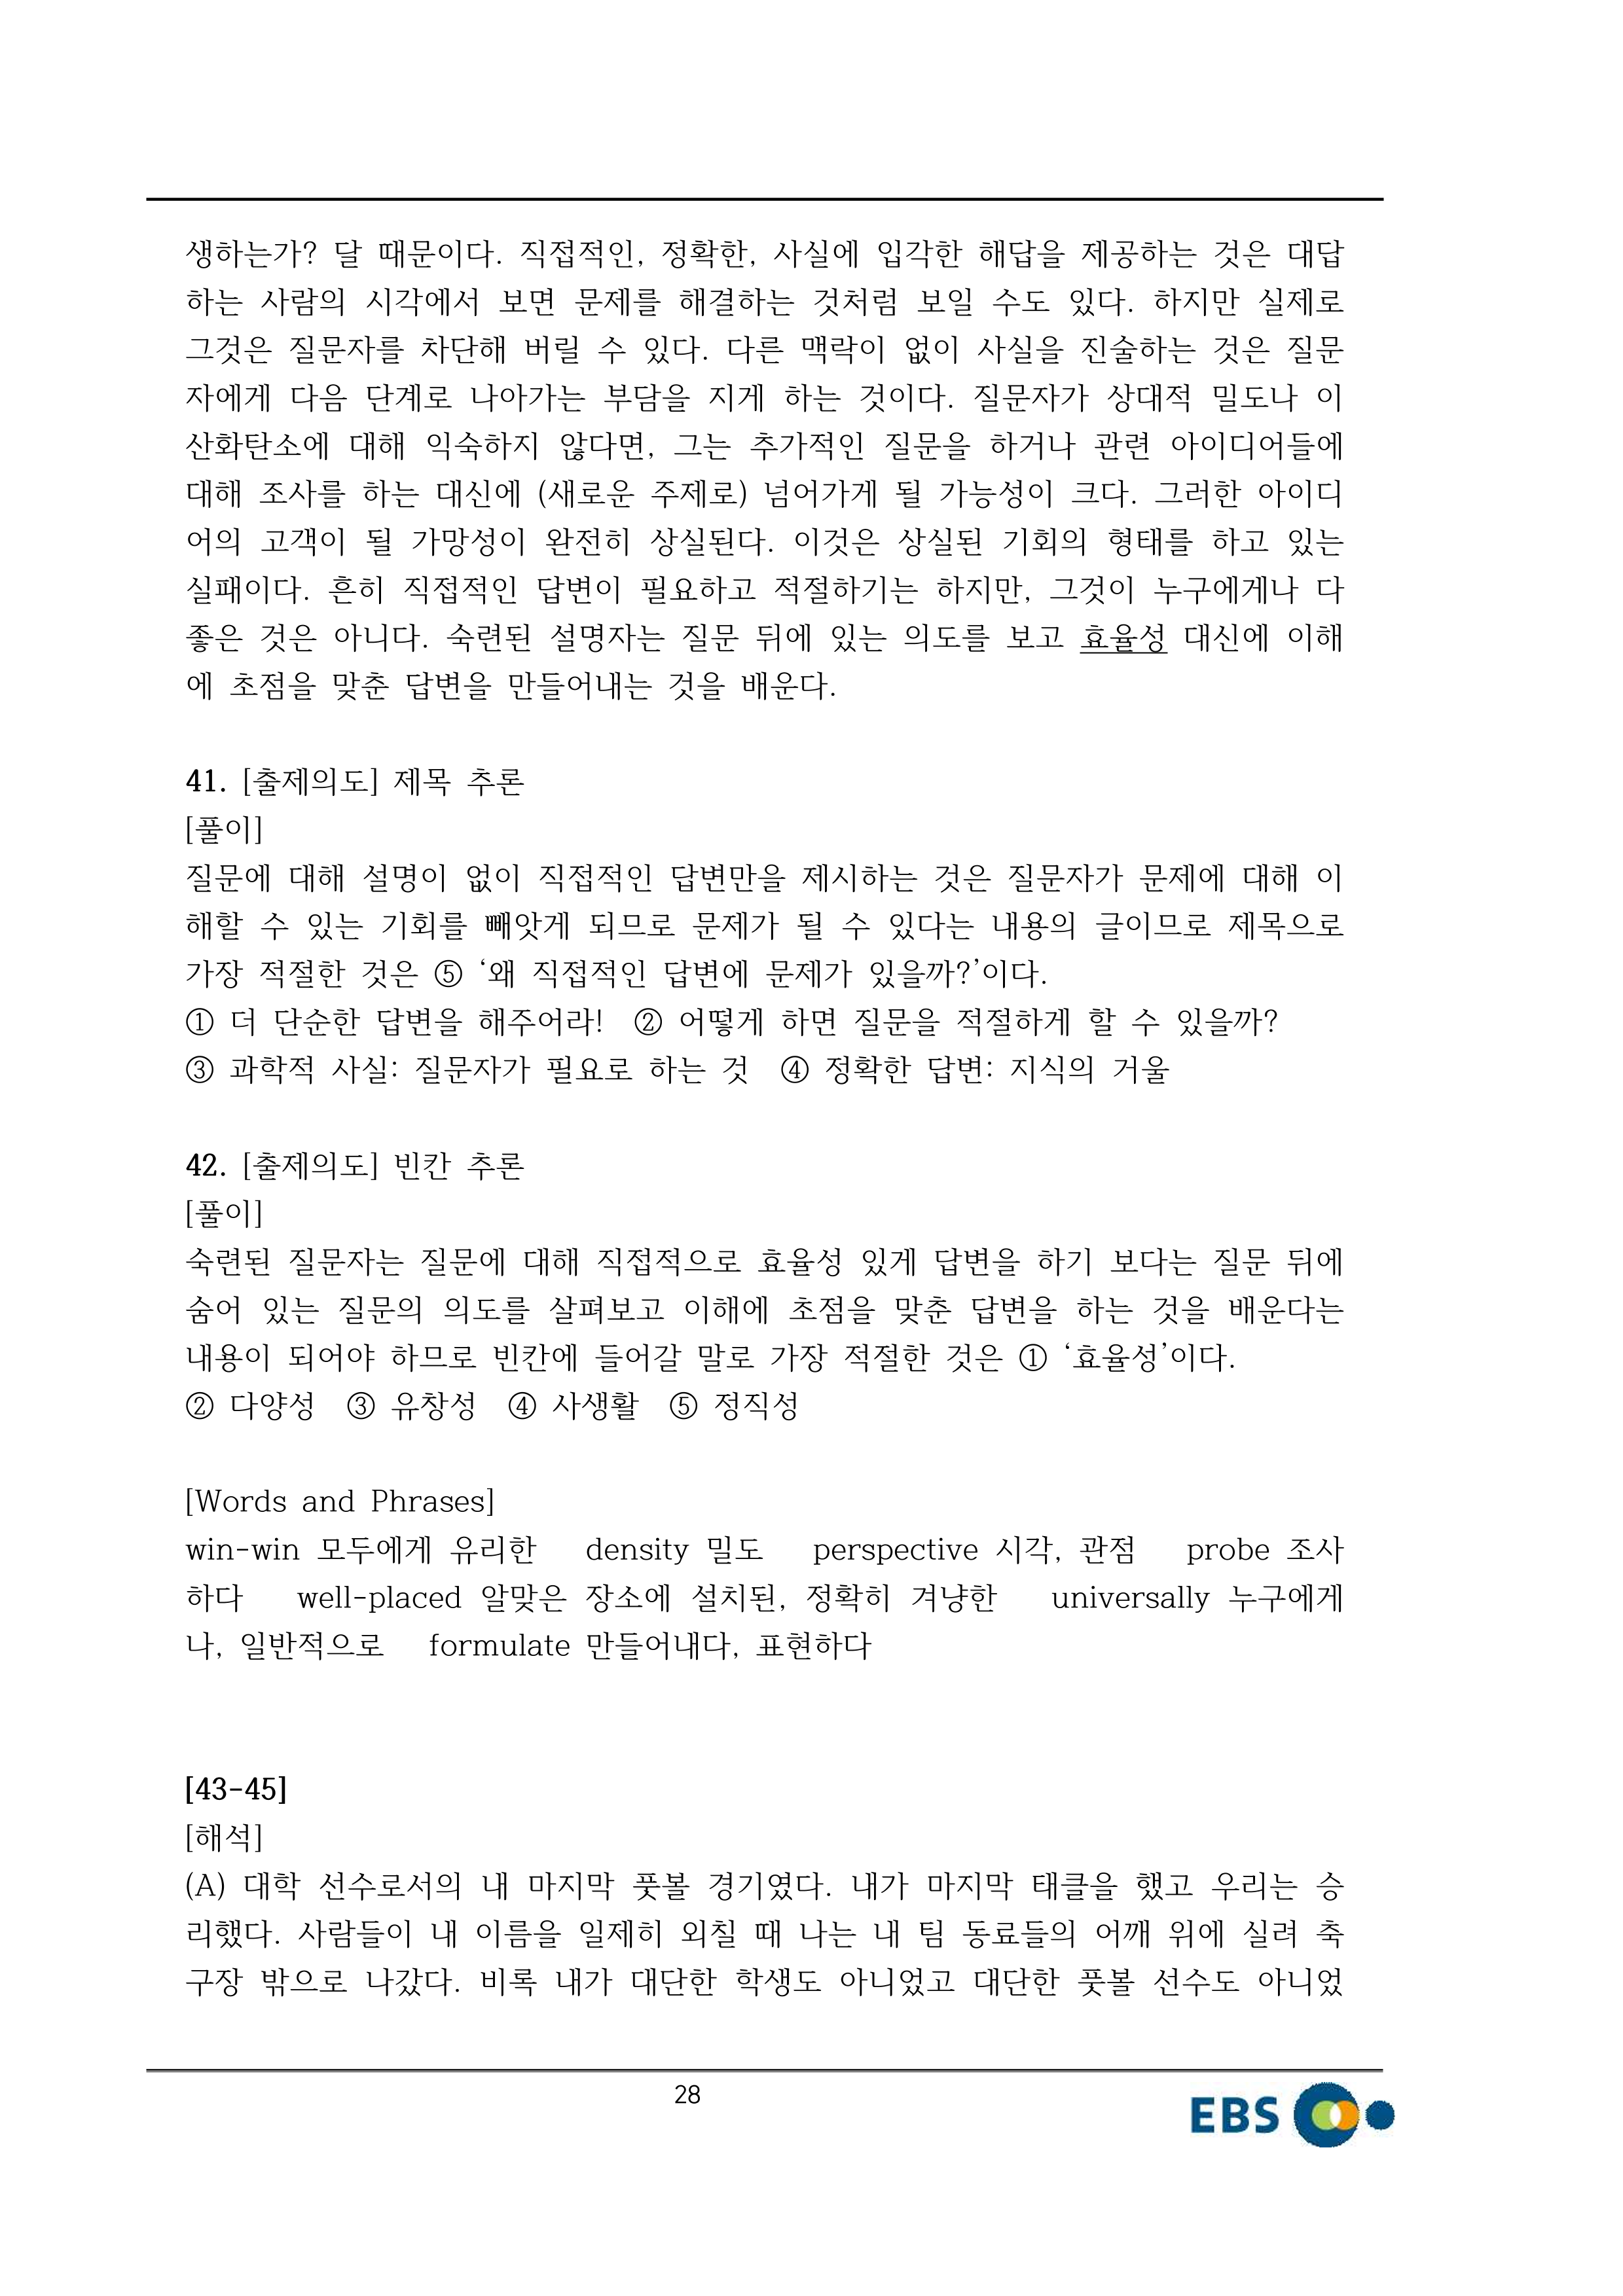 생하는가? 달 때문이다. 직접적인, 정확한, 사실에 입각한 해답을 제공하는 것은 대답
하는 사람의 시각에서 보면 문제를 해결하는 것처럼 보일 수도 있다. 하지만 실제로
그것은 질문자를 차단해 버릴 수 있다. 다른 맥락이 없이 사실을 진술하는 것은 질문
자에게 다음 단계로 나아가는 부담을 지게 하는 것이다. 질문자가 상대적 밀도나 이
산화탄소에 대해 익숙하지 않다면, 그는 추가적인 질문을 하거나 관련 아이디어들에
대해 조사를 하는 대신에 (새로운 주제로) 넘어가게 될 가능성이 크다. 그러한 아이디
어의 고객이 될 가망성이 완전히 상실된다. 이것은 상실된 기회의 형태를 하고 있는
실패이다. 흔히 직접적인 답변이 필요하고 적절하기는 하지만, 그것이 누구에게나 다
좋은 것은 아니다. 숙련된 설명자는 질문 뒤에 있는 의도를 보고 효율성 대신에 이해
에 초점을 맞춘 답변을 만들어내는 것을 배운다.
41. [출제의도] 제목 추론
[풀이]
질문에 대해 설명이 없이 직접적인 답변만을 제시하는 것은 질문자가 문제에 대해 이
해할 수 있는 기회를 빼앗게 되므로 문제가 될 수 있다는 내용의 글이므로 제목으로
가장 적절한 것은 ⑤ ‘왜 직접적인 답변에 문제가 있을까?’이다.
① 더 단순한 답변을 해주어라! ② 어떻게 하면 질문을 적절하게 할 수 있을까?
③ 과학적 사실: 질문자가 필요로 하는 것 ④ 정확한 답변: 지식의 거울
42. [출제의도] 빈칸 추론
[풀이]
숙련된 질문자는 질문에 대해 직접적으로 효율성 있게 답변을 하기 보다는 질문 뒤에
숨어 있는 질문의 의도를 살펴보고 이해에 초점을 맞춘 답변을 하는 것을 배운다는
내용이 되어야 하므로 빈칸에 들어갈 말로 가장 적절한 것은 ① ‘효율성’이다.
② 다양성 ③ 유창성 ④ 사생활 ⑤ 정직성
[Words and Phrases]
win-win 모두에게 유리한 density 밀도 perspective 시각, 관점 probe 조사
하다 well-placed 알맞은 장소에 설치된, 정확히 겨냥한 universally 누구에게
나, 일반적으로 formulate 만들어내다, 표현하다
[43-45]
[해석]
(A) 대학 선수로서의 내 마지막 풋볼 경기였다. 내가 마지막 태클을 했고 우리는 승
리했다. 사람들이 내 이름을 일제히 외칠 때 나는 내 팀 동료들의 어깨 위에 실려 축
구장 밖으로 나갔다. 비록 내가 대단한 학생도 아니었고 대단한 풋볼 선수도 아니었
28
EBS